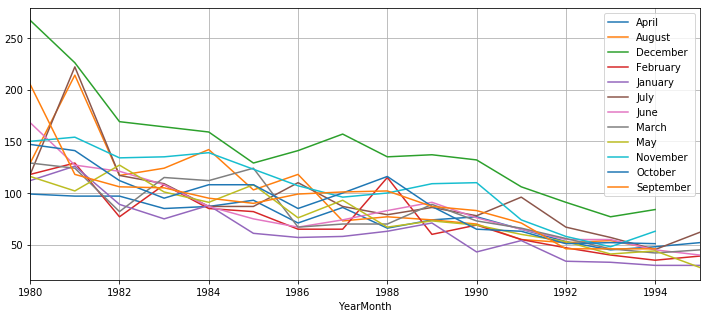 250
200
150
100
50
1980
1982
1984
1986
1988
1990
1992
1994
YearMonth
April
August
December
February
January
July
June
March
May
November
October
September